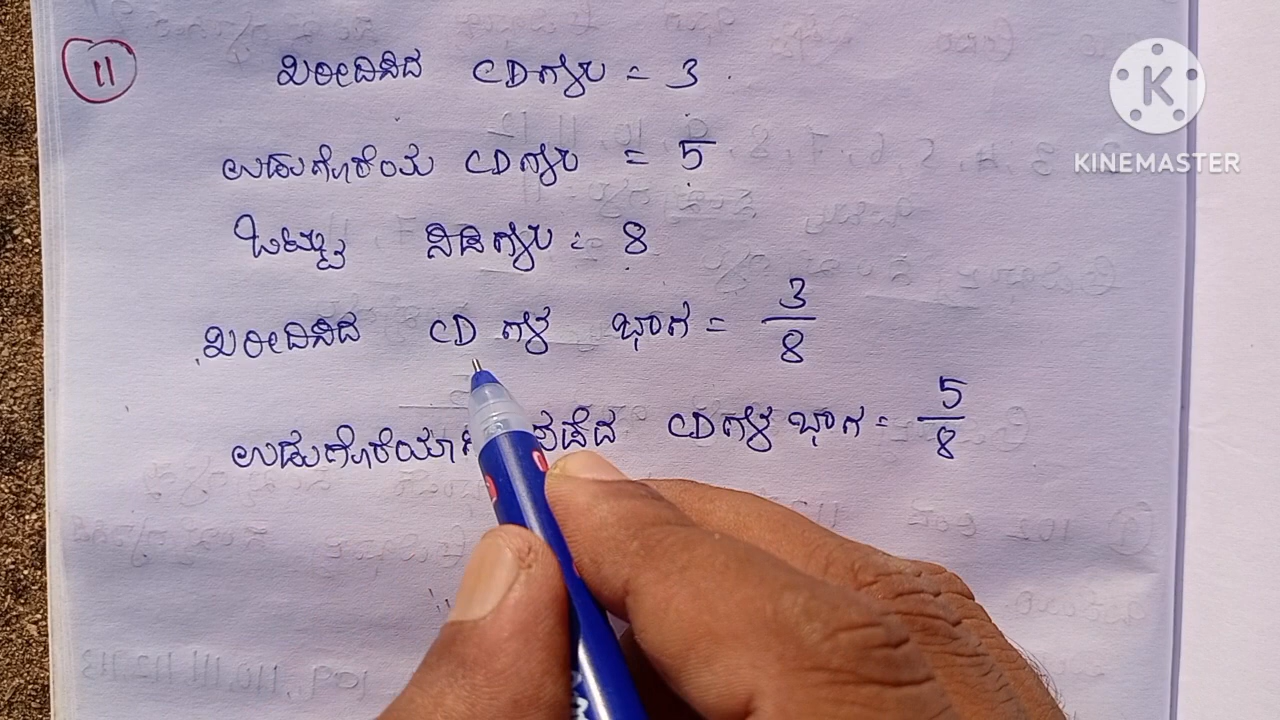 11
ಖರೀದಿಸಿದ CDಗಳು = 3
ಉಡುಗೊರೆಯ CDಗಳು = 5
ಒಟ್ಟು ಸಿಡಿಗಳು = 8
ಖರೀದಿಸಿದ CD ಗಳ ಭಾಗ = 3/8
ಪಡೆದ CDಗಳ ಭಾಗ = 5/8
K
KINEMASTER